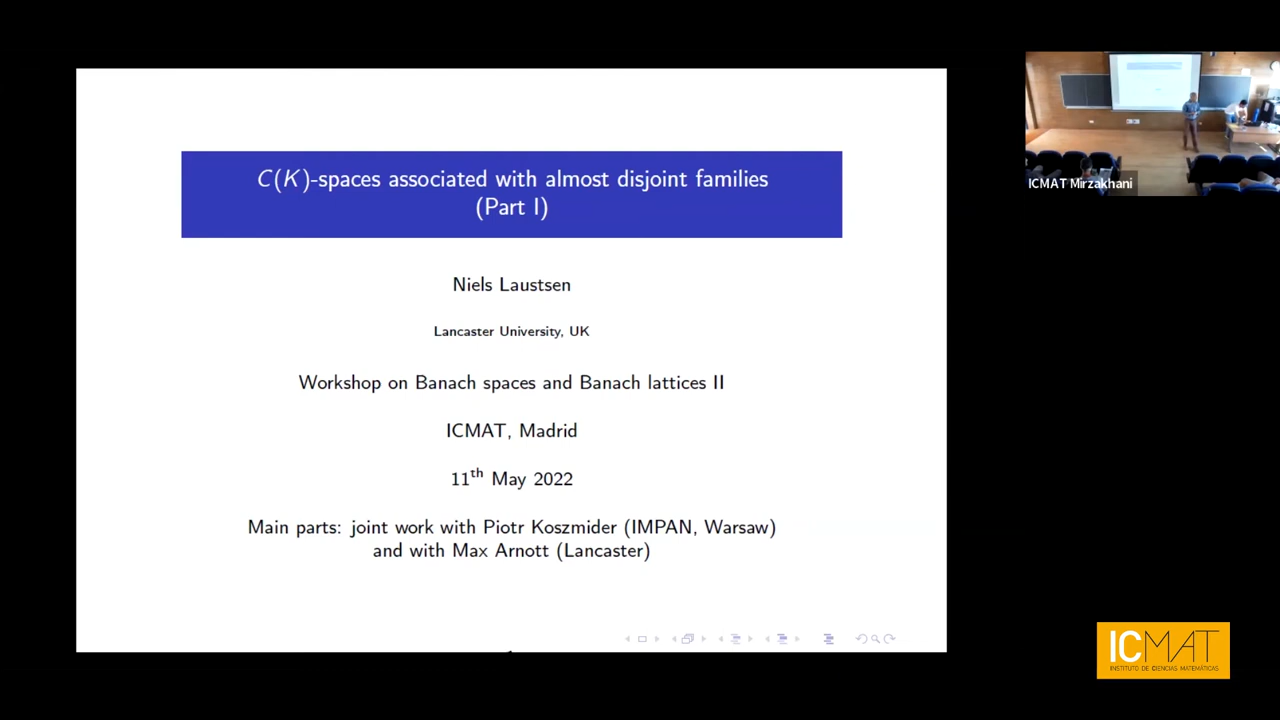 C(K)-spaces associated with almost disjoint families
(Part I)
Niels Laustsen
Lancaster University, UK
Workshop on Banach spaces and Banach lattices II
ICMAT, Madrid
11th May 2022
Main parts: joint work with Piotr Koszmider (IMPAN, Warsaw)
and with Max Arnott (Lancaster)
ICMAT Mirzakhani
ICMAT
INSTITUTO DE CIENCIAS MATEMÁTICAS